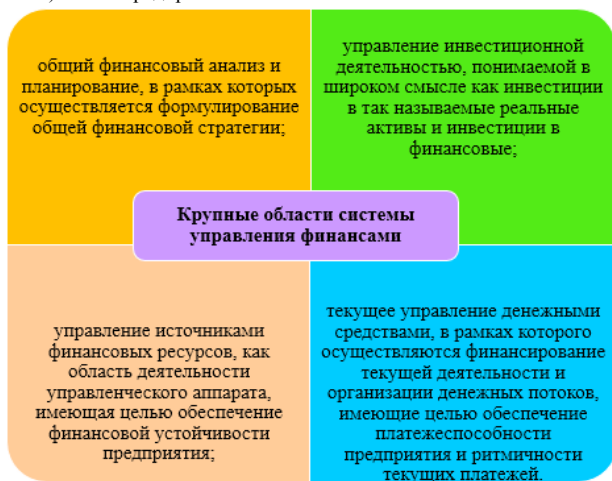 общий финансовый анализ и
планирование, в рамках которых
осуществляется формулирование
общей финансовой стратегии;
управление инвестиционной
деятельностью, понимаемой в
широком смысле как инвестиции
в так называемые реальные
активы и инвестиции в
финансовые;
Крупные области системы
управления финансами
управление источниками
финансовых ресурсов, как
область деятельности
управленческого аппарата,
имеющая целью обеспечение
финансовой устойчивости
предприятия;
текущее управление денежными
средствами, в рамках которого
осуществляются финансирование
текущей деятельности и
организации денежных потоков,
имеющие целью обеспечение
платежеспособности
предприятия и ритмичности
текущих платежей.